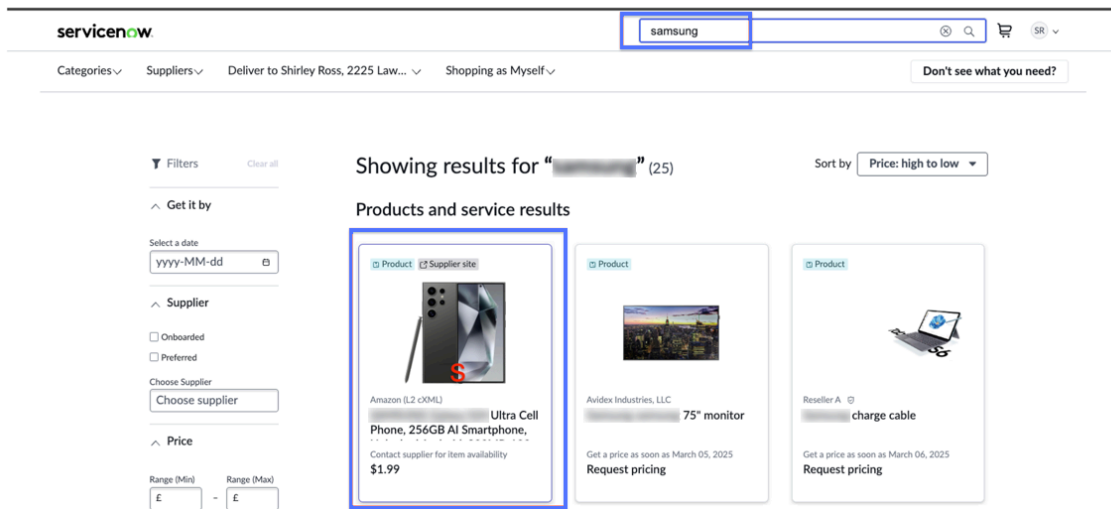 servicenow
samsung
SR
Categories
Suppliers
Deliver to Shirley Ross, 2225 Law...
Shopping as Myself
Don't see what you need?
Filters
Clear all
Showing results for “ ” (25)
Sort by
Price: high to low
Get it by
Products and service results
Select a date
yyyy-MM-dd
Product
Supplier site
Product
Product
Supplier
Onboarded
Preferred
S
S6
Choose Supplier
Choose supplier
Amazon (L2 cXML)
Ultra Cell
Phone, 256GB AI Smartphone,
Contact supplier for item availability
$1.99
Avidex Industries, LLC
75" monitor
Get a price as soon as March 05, 2025
Request pricing
Reseller A
charge cable
Get a price as soon as March 06, 2025
Request pricing
Price
Range (Min)
Range (Max)
£
-
£